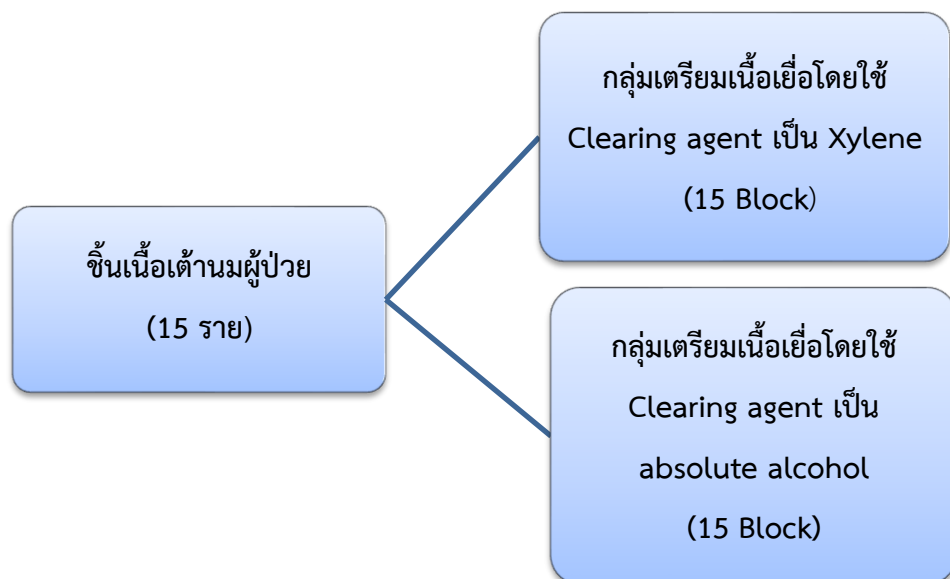 ชิ้นเนื้อเต้านมผู้ป่วย
(15 ราย)
กลุ่มเตรียมเนื้อเยื่อโดยใช้
Clearing agent เป็น Xylene
(15 Block)
กลุ่มเตรียมเนื้อเยื่อโดยใช้
Clearing agent เป็น
absolute alcohol
(15 Block)